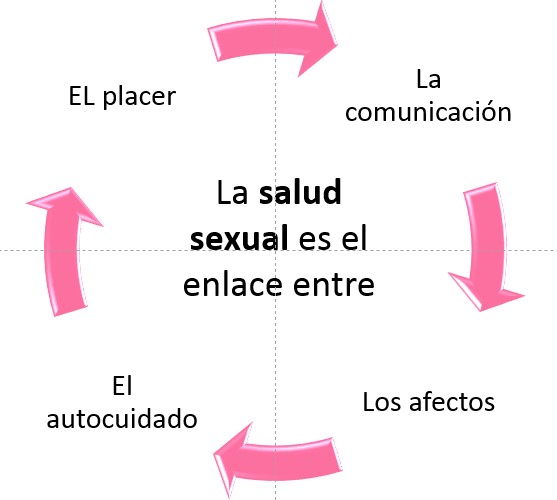 EL placer
La
comunicación
La salud
sexual es el
enlace entre
El
autocuidado
Los afectos